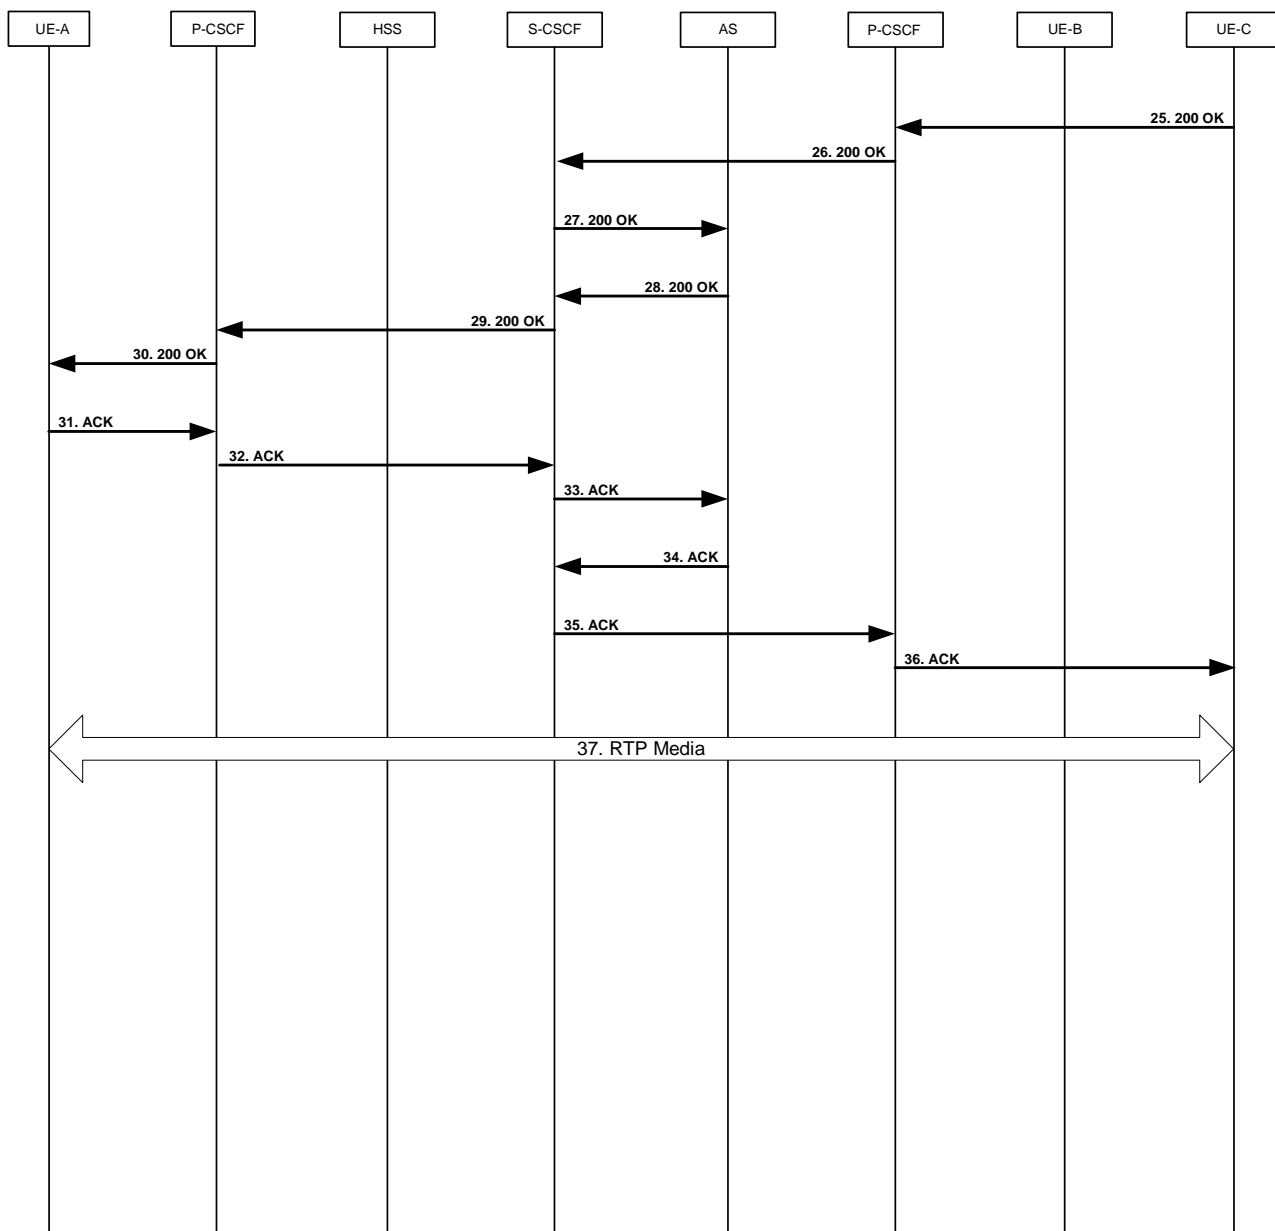 UE-A
P-CSCF
HSS
S-CSCF
AS
P-CSCF
UE-B
UE-C
25. 200 OK
26. 200 OK
27. 200 OK
28. 200 OK
29. 200 OK
30. 200 OK
31. ACK
32. ACK
33. ACK
34. ACK
35. ACK
36. ACK
37. RTP Media